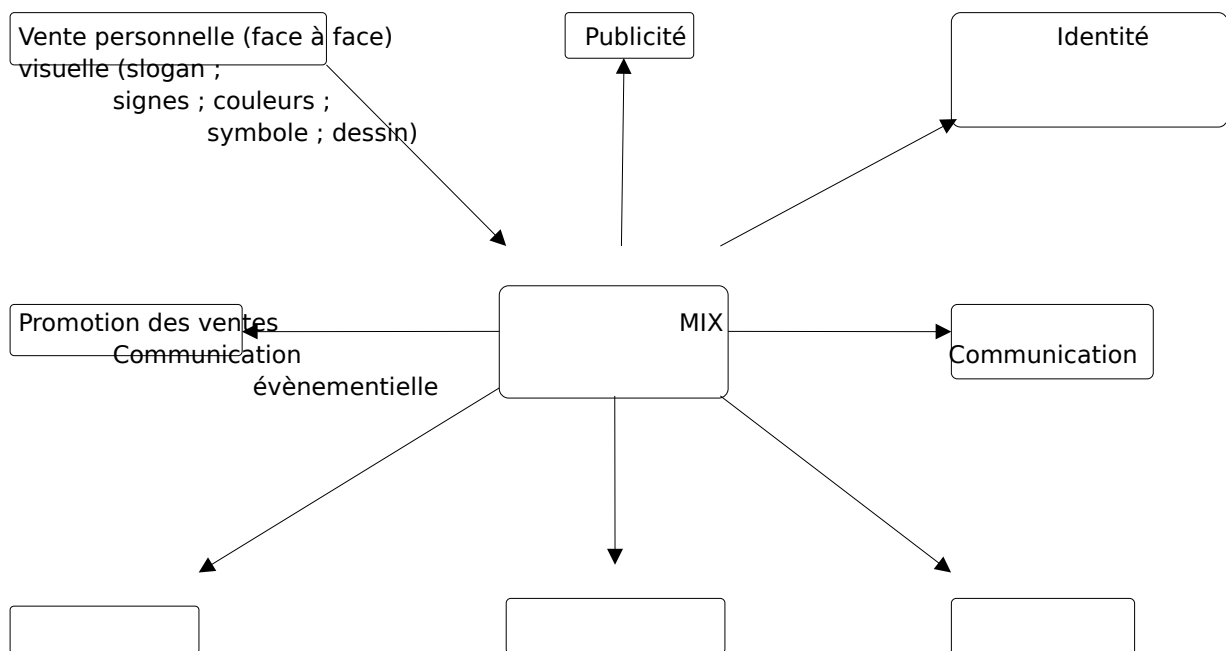 Vente personnelle (face à face) Publicité Identité
visuelle (slogan ;
signes ; couleurs ;
symbole ; dessin)
Promotion des ventes MIX
Communication Communication
évènementielle